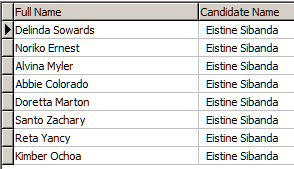 Full Name Candidate Name
Delinda Sowards Eistine Sibanda
Noriko Ernest Eistine Sibanda
Alvina Myler Eistine Sibanda
Abbie Colorado Eistine Sibanda
Doretta Marton Eistine Sibanda
Santo Zachary Eistine Sibanda
Reta Yancy Eistine Sibanda
Kimber Ochoa Eistine Sibanda